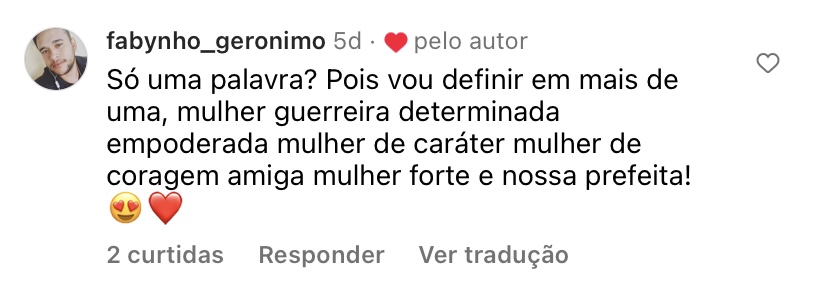 fabynho_geronimo 5d · ❤️ pelo autor
Só uma palavra? Pois vou definir em mais de
uma, mulher guerreira determinada
empoderada mulher de caráter mulher de
coragem amiga mulher forte e nossa prefeita!
😍❤️
2 curtidas Responder Ver tradução